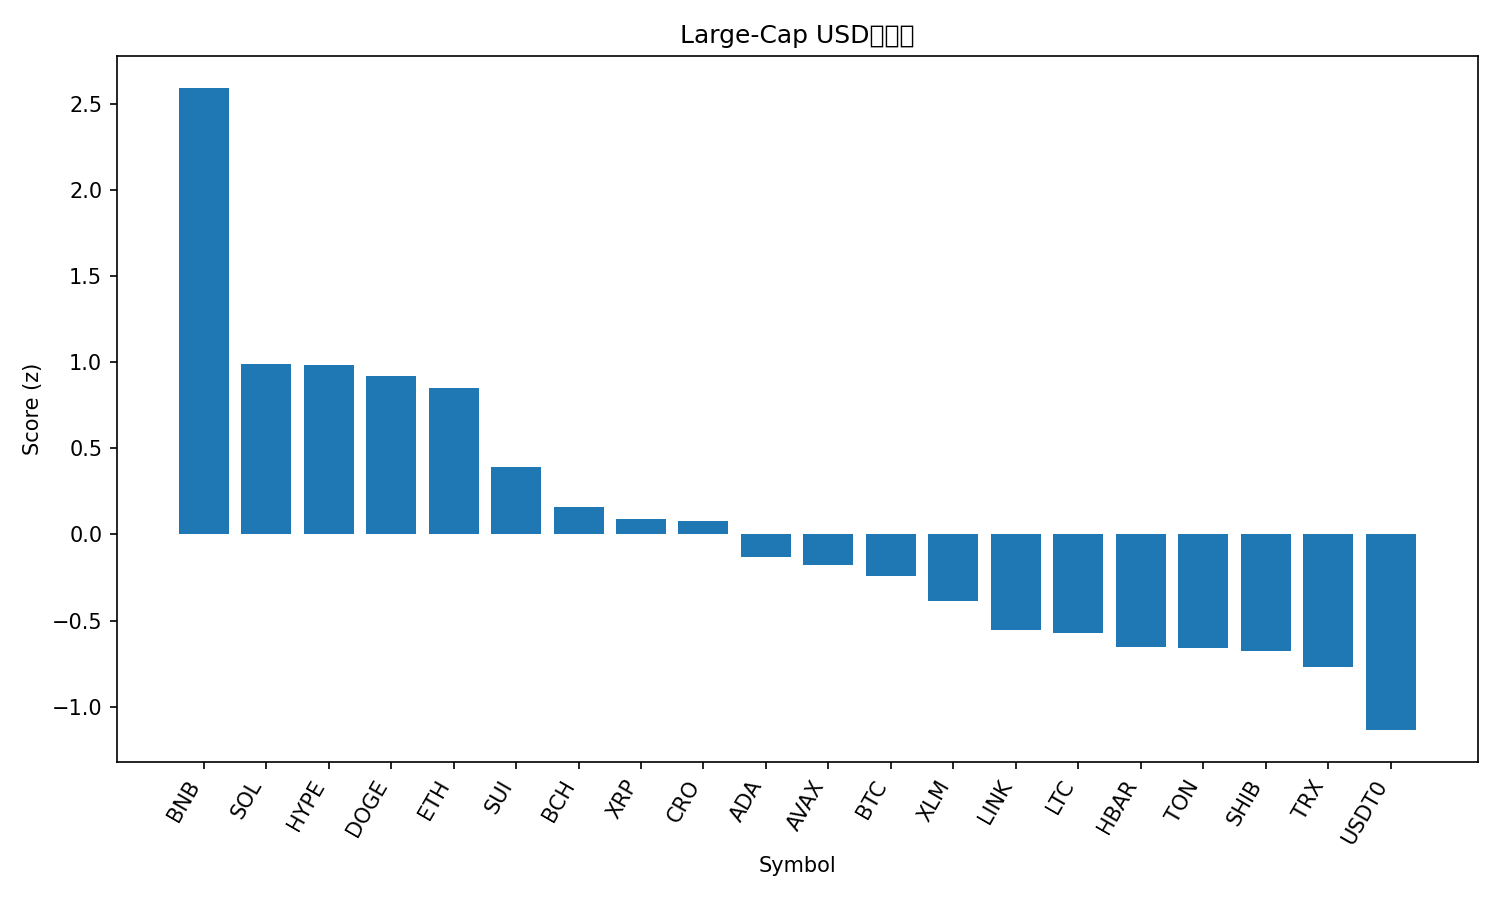 Large-Cap USD
Score (z)
2.5
2.0
1.5
1.0
0.5
0.0
−0.5
−1.0
BNB
SOL
HYPE
DOGE
ETH
SUI
BCH
XRP
CRO
ADA
AVAX
BTC
XLM
LINK
LTC
HBAR
TON
SHIB
TRX
USDT0
Symbol